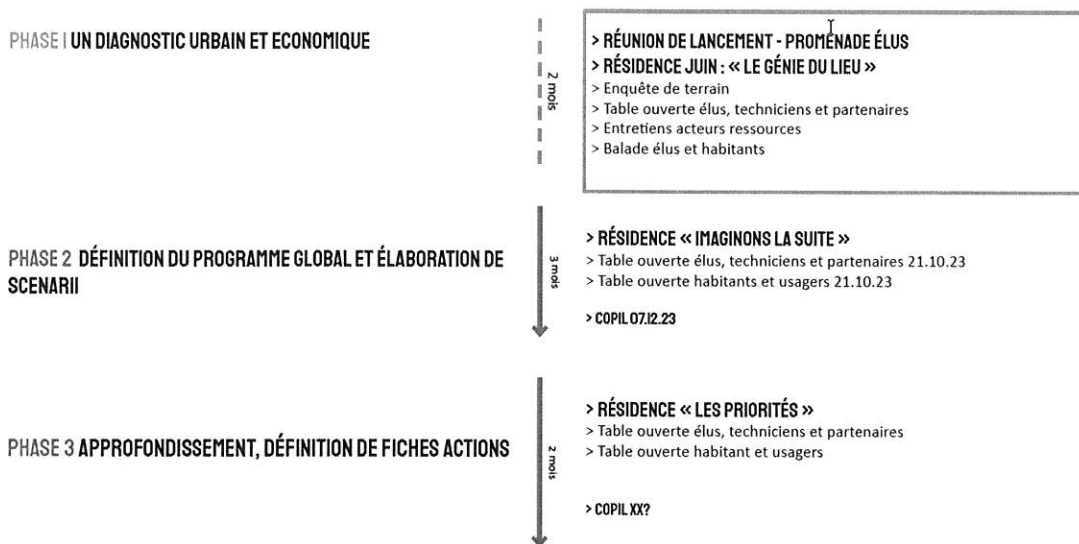 PHASE 1 UN DIAGNOSTIC URBAIN ET ECONOMIQUE
2 mois
> RÉUNION DE LANCEMENT - PROMENADE ÉLUS
> RÉSIDENCE JUIN : « LE GÉNIE DU LIEU »
> Enquête de terrain
> Table ouverte élus, techniciens et partenaires
> Entretiens acteurs ressources
> Balade élus et habitants
PHASE 2 DÉFINITION DU PROGRAMME GLOBAL ET ÉLABORATION DE
SCENARII
3 mois
> RÉSIDENCE « IMAGINONS LA SUITE »
> Table ouverte élus, techniciens et partenaires 21.10.23
> Table ouverte habitants et usagers 21.10.23
> COPIL 07.12.23
PHASE 3 APPROFONDISSEMENT, DÉFINITION DE FICHES ACTIONS
2 mois
> RÉSIDENCE « LES PRIORITÉS »
> Table ouverte élus, techniciens et partenaires
> Table ouverte habitant et usagers
> COPIL XX?